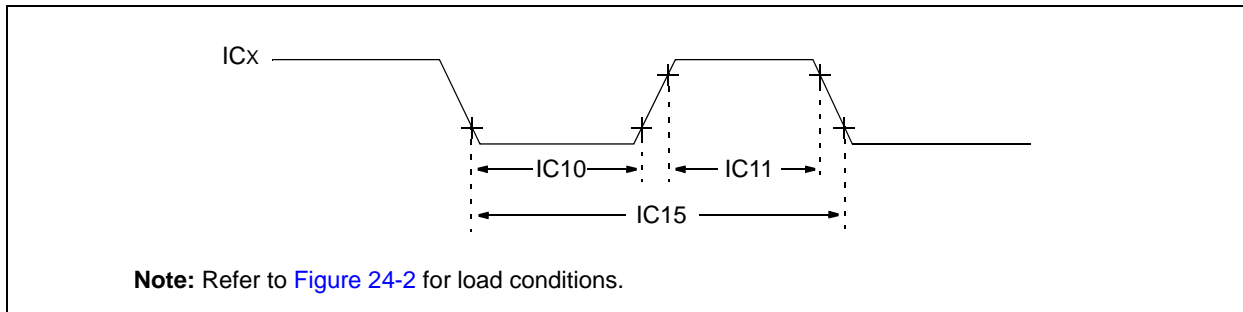 ICx
IC10
IC11
IC15
Note: Refer to Figure 24-2 for load conditions.